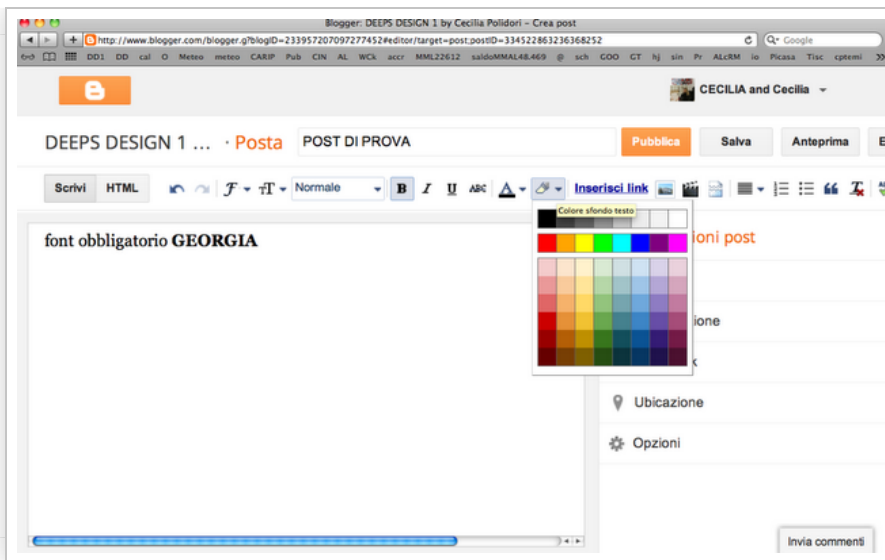 Blogger: DEEPS DESIGN 1 by Cecilia Polidori – Crea post
http://www.blogger.com/blogger.g?blogID=233957207097277452#editor/target=post;postID=334522863236368252 Google
DD1 DD cal O Meteo meteo CARIP Pub CIN AL WCk accr MML22612 saldoMMAL48.469 @ sch GOO GT hj sin Pr ALcRM io Picasa Tisc cptemi
CECILIA and Cecilia
DEEPS DESIGN 1 ... · Posta POST DI PROVA Pubblica Salva Anteprima E
Scrivi HTML F TT Normale B I U ABC A Inserisci link
Colore sfondo testo
font obbligatorio GEORGIA
oni post
ione
Ubicazione
Opzioni
Invia commenti